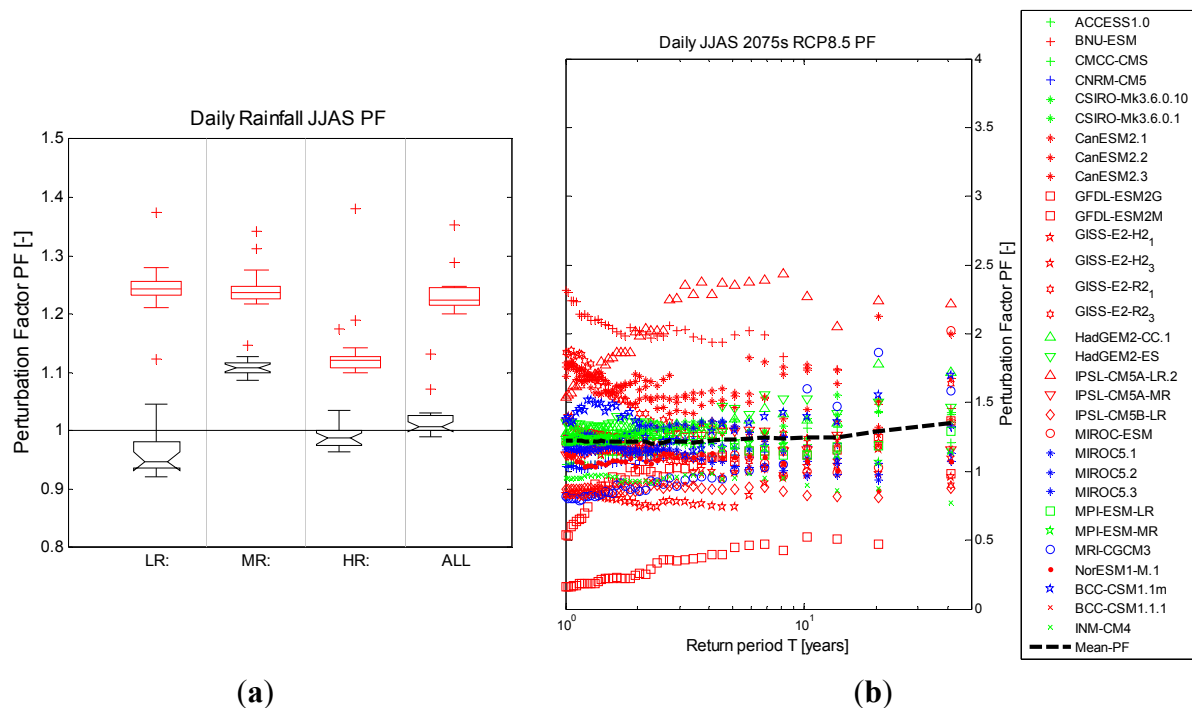 Daily Rainfall JJAS PF
Perturbation Factor PF [-]
1.5
1.4
1.3
1.2
1.1
1
0.9
0.8
LR:
MR:
HR:
ALL
(a)
Daily JJAS 2075s RCP8.5 PF
4
3.5
3
2.5
2
1.5
1
0.5
0
Perturbation Factor PF [-]
10^0
10^1
Return period T [years]
(b)
ACCESS1.0
BNU-ESM
CMCC-CMS
CNRM-CM5
CSIRO-Mk3.6.0.10
CSIRO-Mk3.6.0.1
CanESM2.1
CanESM2.2
CanESM2.3
GFDL-ESM2G
GFDL-ESM2M
GISS-E2-H2_1
GISS-E2-H2_3
GISS-E2-R2_1
GISS-E2-R2_3
HadGEM2-CC.1
HadGEM2-ES
IPSL-CM5A-LR.2
IPSL-CM5A-MR
IPSL-CM5B-LR
MIROC-ESM
MIROC5.1
MIROC5.2
MIROC5.3
MPI-ESM-LR
MPI-ESM-MR
MRI-CGCM3
NorESM1-M.1
BCC-CSM1.1m
BCC-CSM1.1.1
INM-CM4
Mean-PF